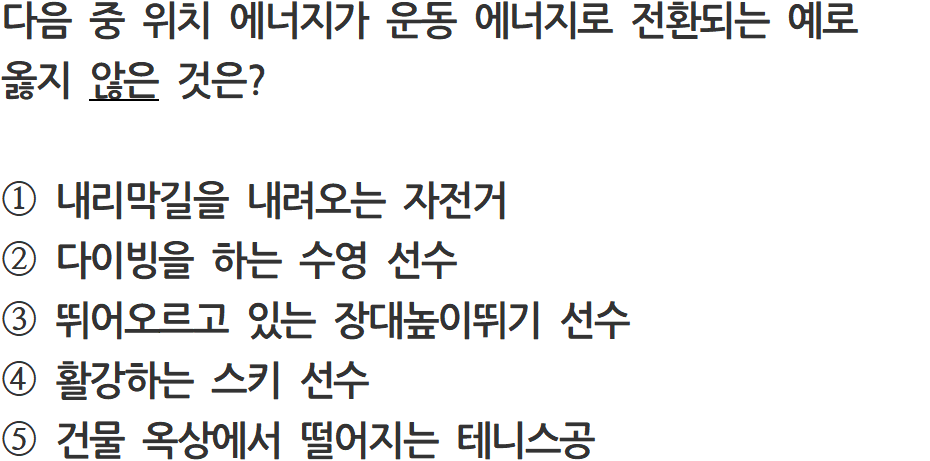 다음 중 위치 에너지가 운동 에너지로 전환되는 예로
옳지 않은 것은?
① 내리막길을 내려오는 자전거
② 다이빙을 하는 수영 선수
③ 뛰어오르고 있는 장대높이뛰기 선수
④ 활강하는 스키 선수
⑤ 건물 옥상에서 떨어지는 테니스공